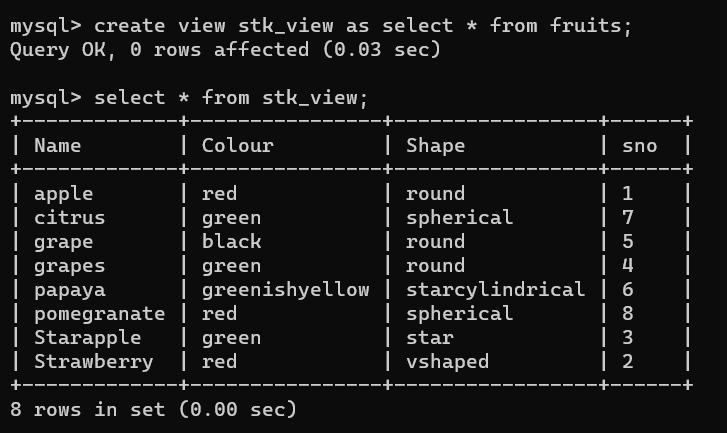 mysql> create view stk_view as select * from fruits;
Query OK, 0 rows affected (0.03 sec)

mysql> select * from stk_view;
+-------------+----------------+-----------------+------+
| Name        | Colour         | Shape           | sno  |
+-------------+----------------+-----------------+------+
| apple       | red            | round           | 1    |
| citrus      | green          | spherical       | 7    |
| grape       | black          | round           | 5    |
| grapes      | green          | round           | 4    |
| papaya      | greenishyellow | starcylindrical | 6    |
| pomegranate | red            | spherical       | 8    |
| Starapple   | green          | star            | 3    |
| Strawberry  | red            | vshaped         | 2    |
+-------------+----------------+-----------------+------+
8 rows in set (0.00 sec)